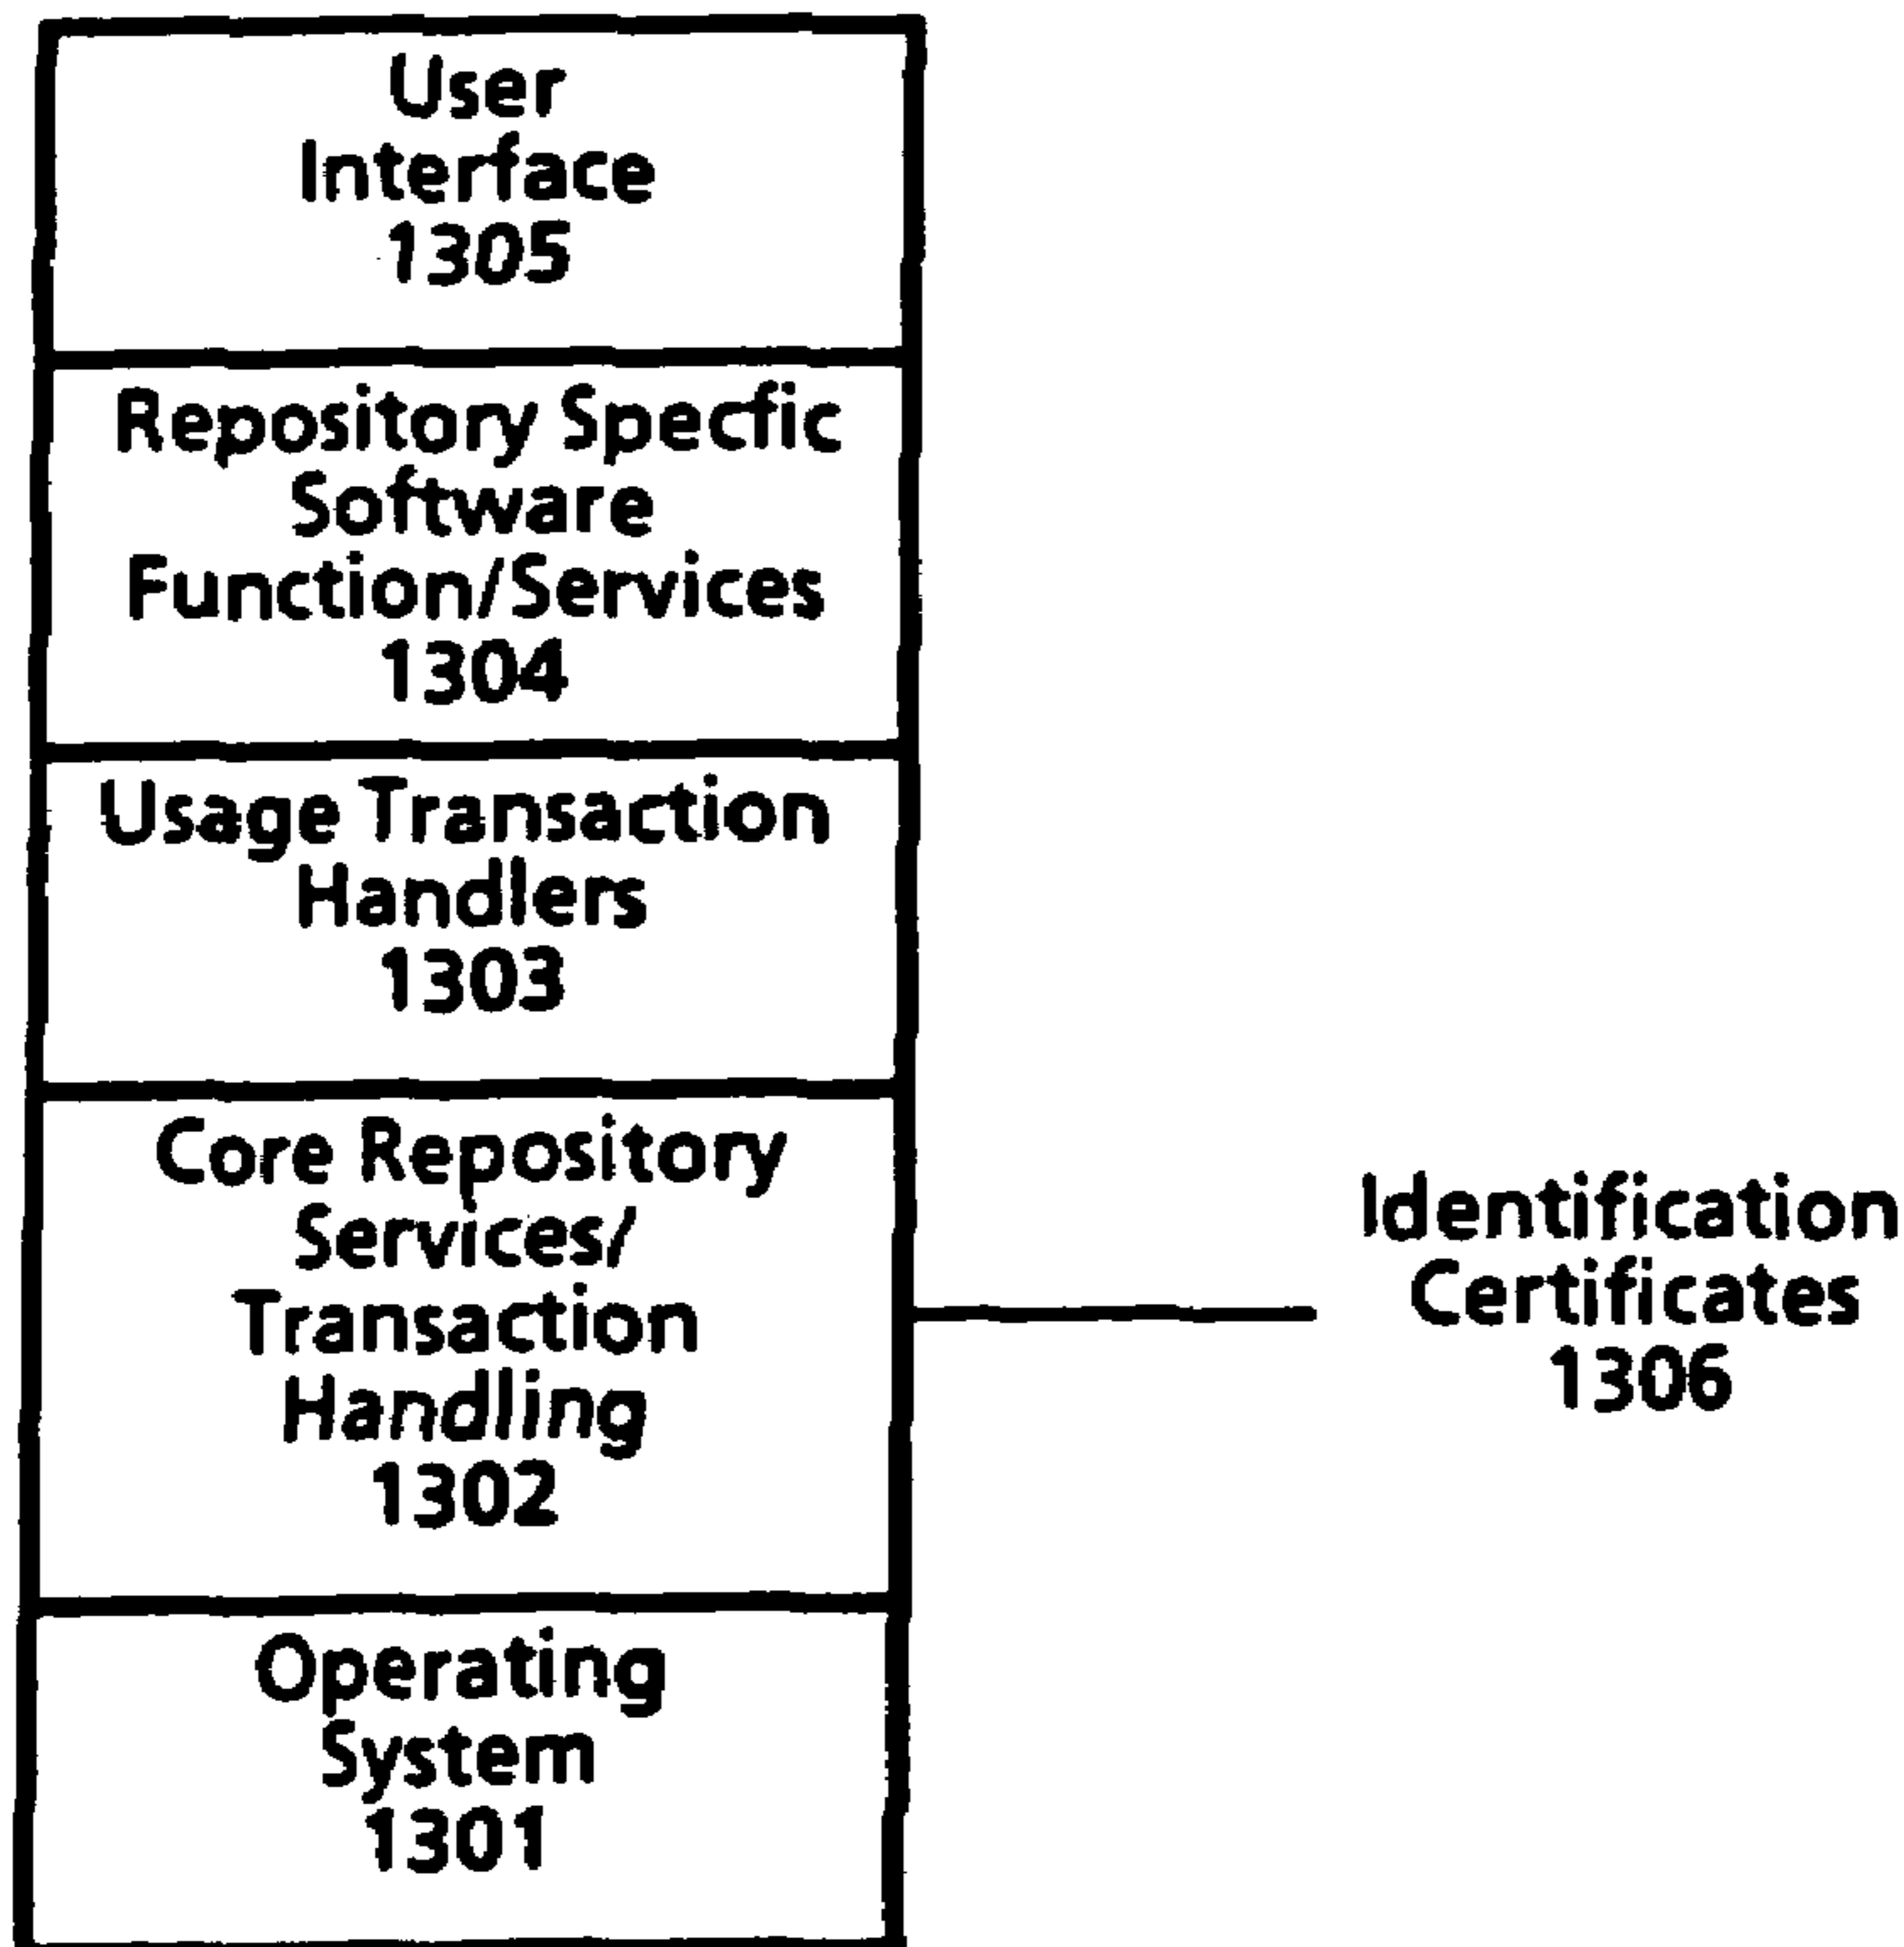 User
Interface
1305
Repository Specfic
Software
Function/Services
1304
Usage Transaction
Handlers
1303
Core Repository
Services/
Transaction
Handling
1302
Identification
Certificates
1306
Operating
System
1301